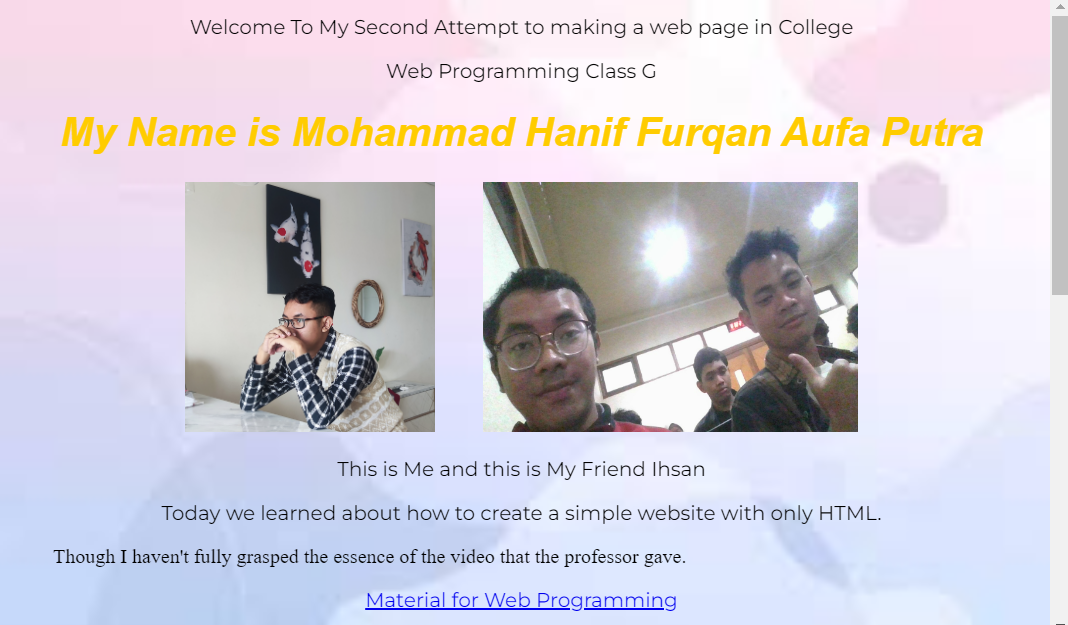 Welcome To My Second Attempt to making a web page in College
Web Programming Class G
My Name is Mohammad Hanif Furqan Aufa Putra
This is Me and this is My Friend Ihsan
Today we learned about how to create a simple website with only HTML.
Though I haven't fully grasped the essence of the video that the professor gave.
Material for Web Programming